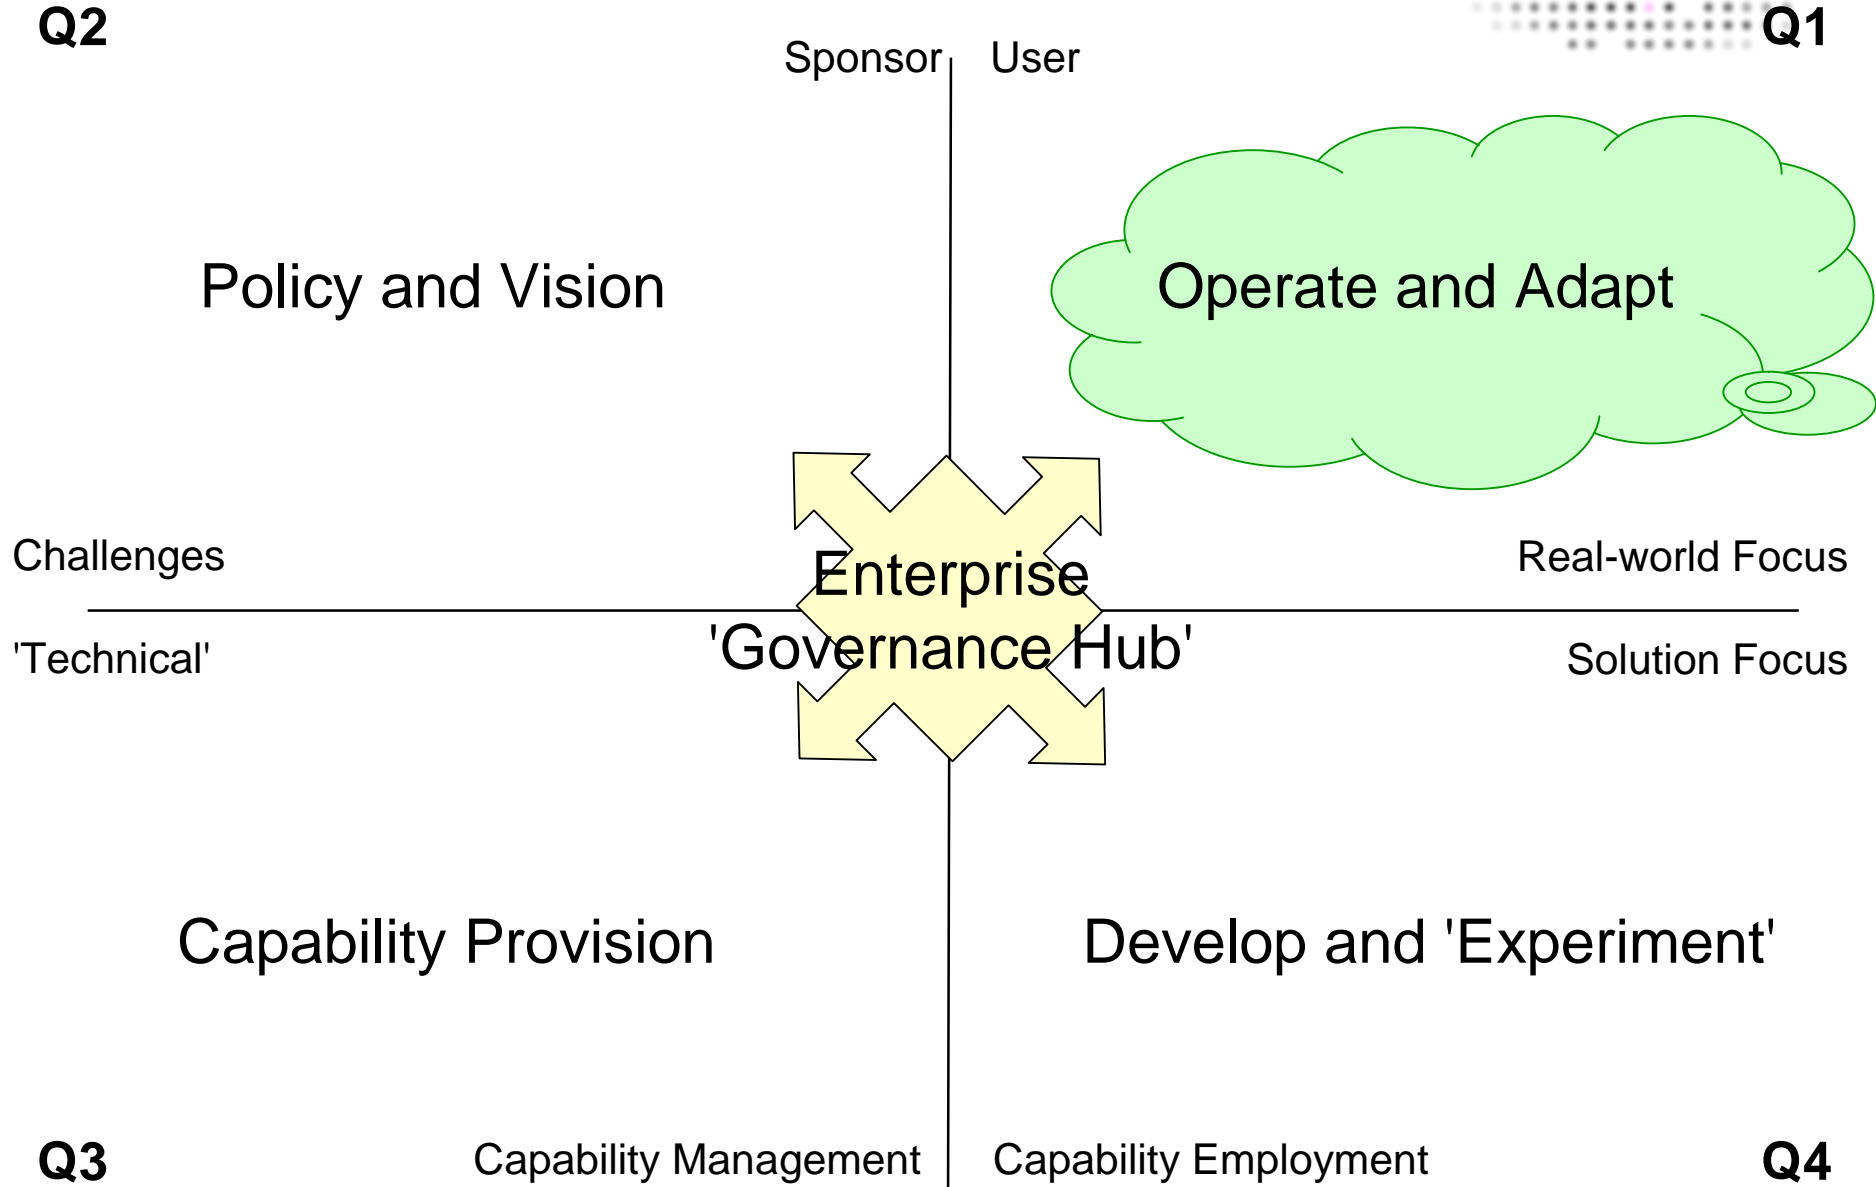 Q2
Q1
Sponsor
User
Policy and Vision
Operate and Adapt
Challenges
Real-world Focus
Enterprise
'Governance Hub'
'Technical'
Solution Focus
Capability Provision
Develop and 'Experiment'
Q3
Capability Management
Capability Employment
Q4